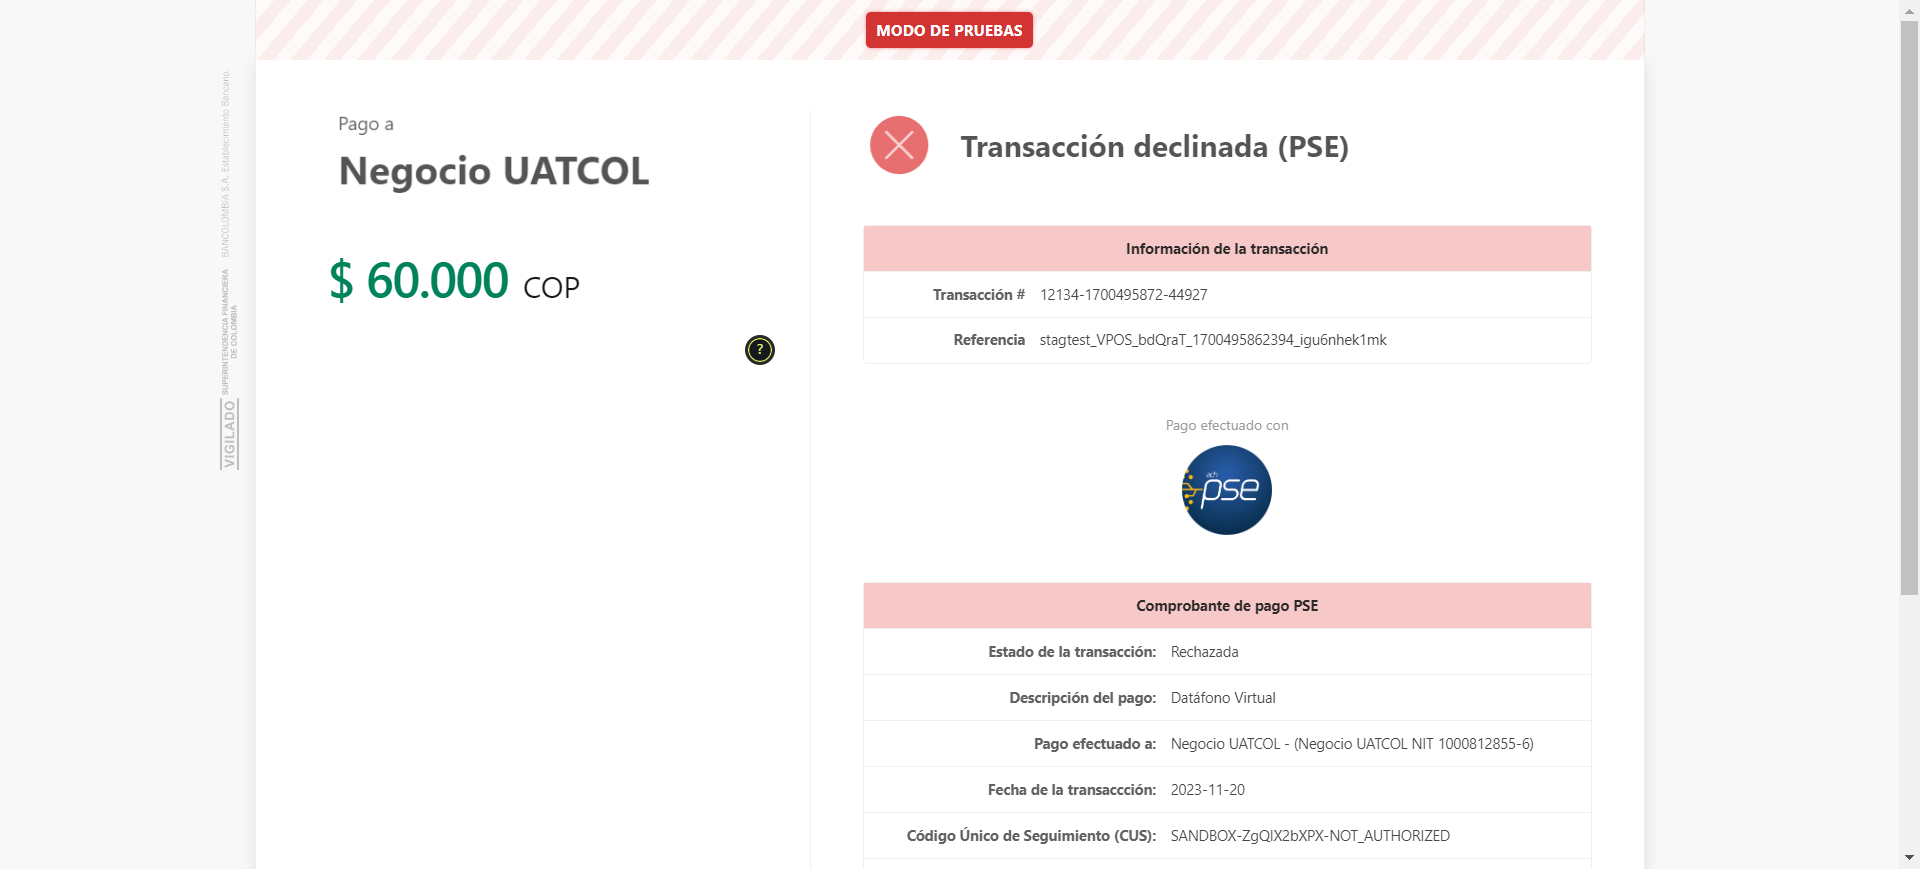 MODO DE PRUEBAS
BANCOLOMBIA S.A. Establecimiento Bancario.
SUPERINTENDENCIA FINANCIERA
DE COLOMBIA
VIGILADO
Pago a
Negocio UATCOL
$ 60.000 COP
?
Transacción declinada (PSE)
Información de la transacción
Transacción # 12134-1700495872-44927
Referencia stagtest_VPOS_bdQraT_1700495862394_igu6nhek1mk
Pago efectuado con
ach
pse
Comprobante de pago PSE
Estado de la transacción: Rechazada
Descripción del pago: Datáfono Virtual
Pago efectuado a: Negocio UATCOL - (Negocio UATCOL NIT 1000812855-6)
Fecha de la transaccción: 2023-11-20
Código Único de Seguimiento (CUS): SANDBOX-ZgQIX2bXPX-NOT_AUTHORIZED